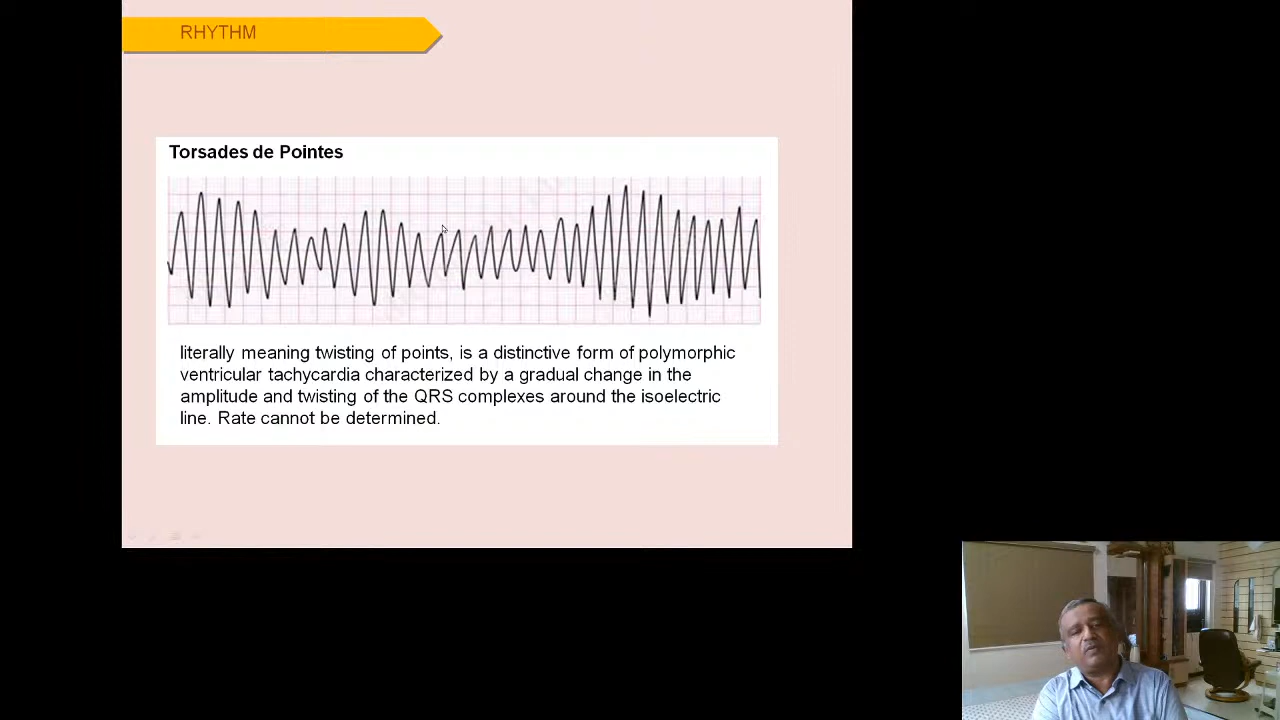 RHYTHM
Torsades de Pointes
literally meaning twisting of points, is a distinctive form of polymorphic
ventricular tachycardia characterized by a gradual change in the
amplitude and twisting of the QRS complexes around the isoelectric
line. Rate cannot be determined.